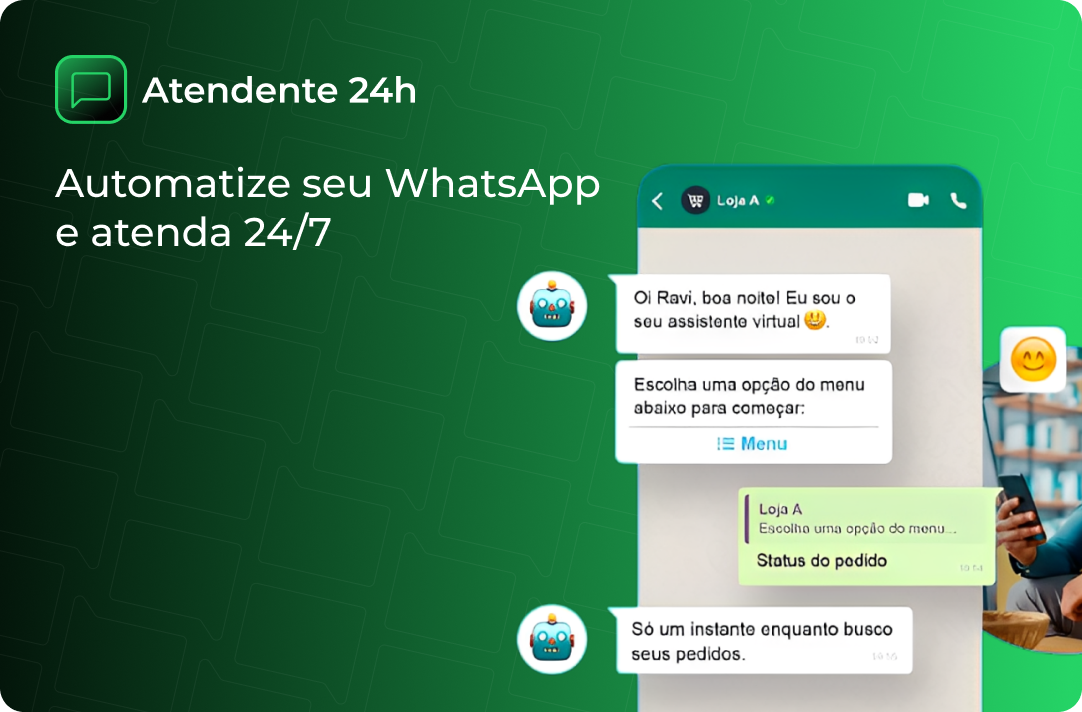 Atendente 24h
Automatize seu WhatsApp
e atenda 24/7
Loja A
Oi Ravi, boa noite! Eu sou o
seu assistente virtual 😃.
Escolha uma opção do menu
abaixo para começar:
Menu
Loja A
Escolha uma opção do menu...
Status do pedido
Só um instante enquanto busco
seus pedidos.